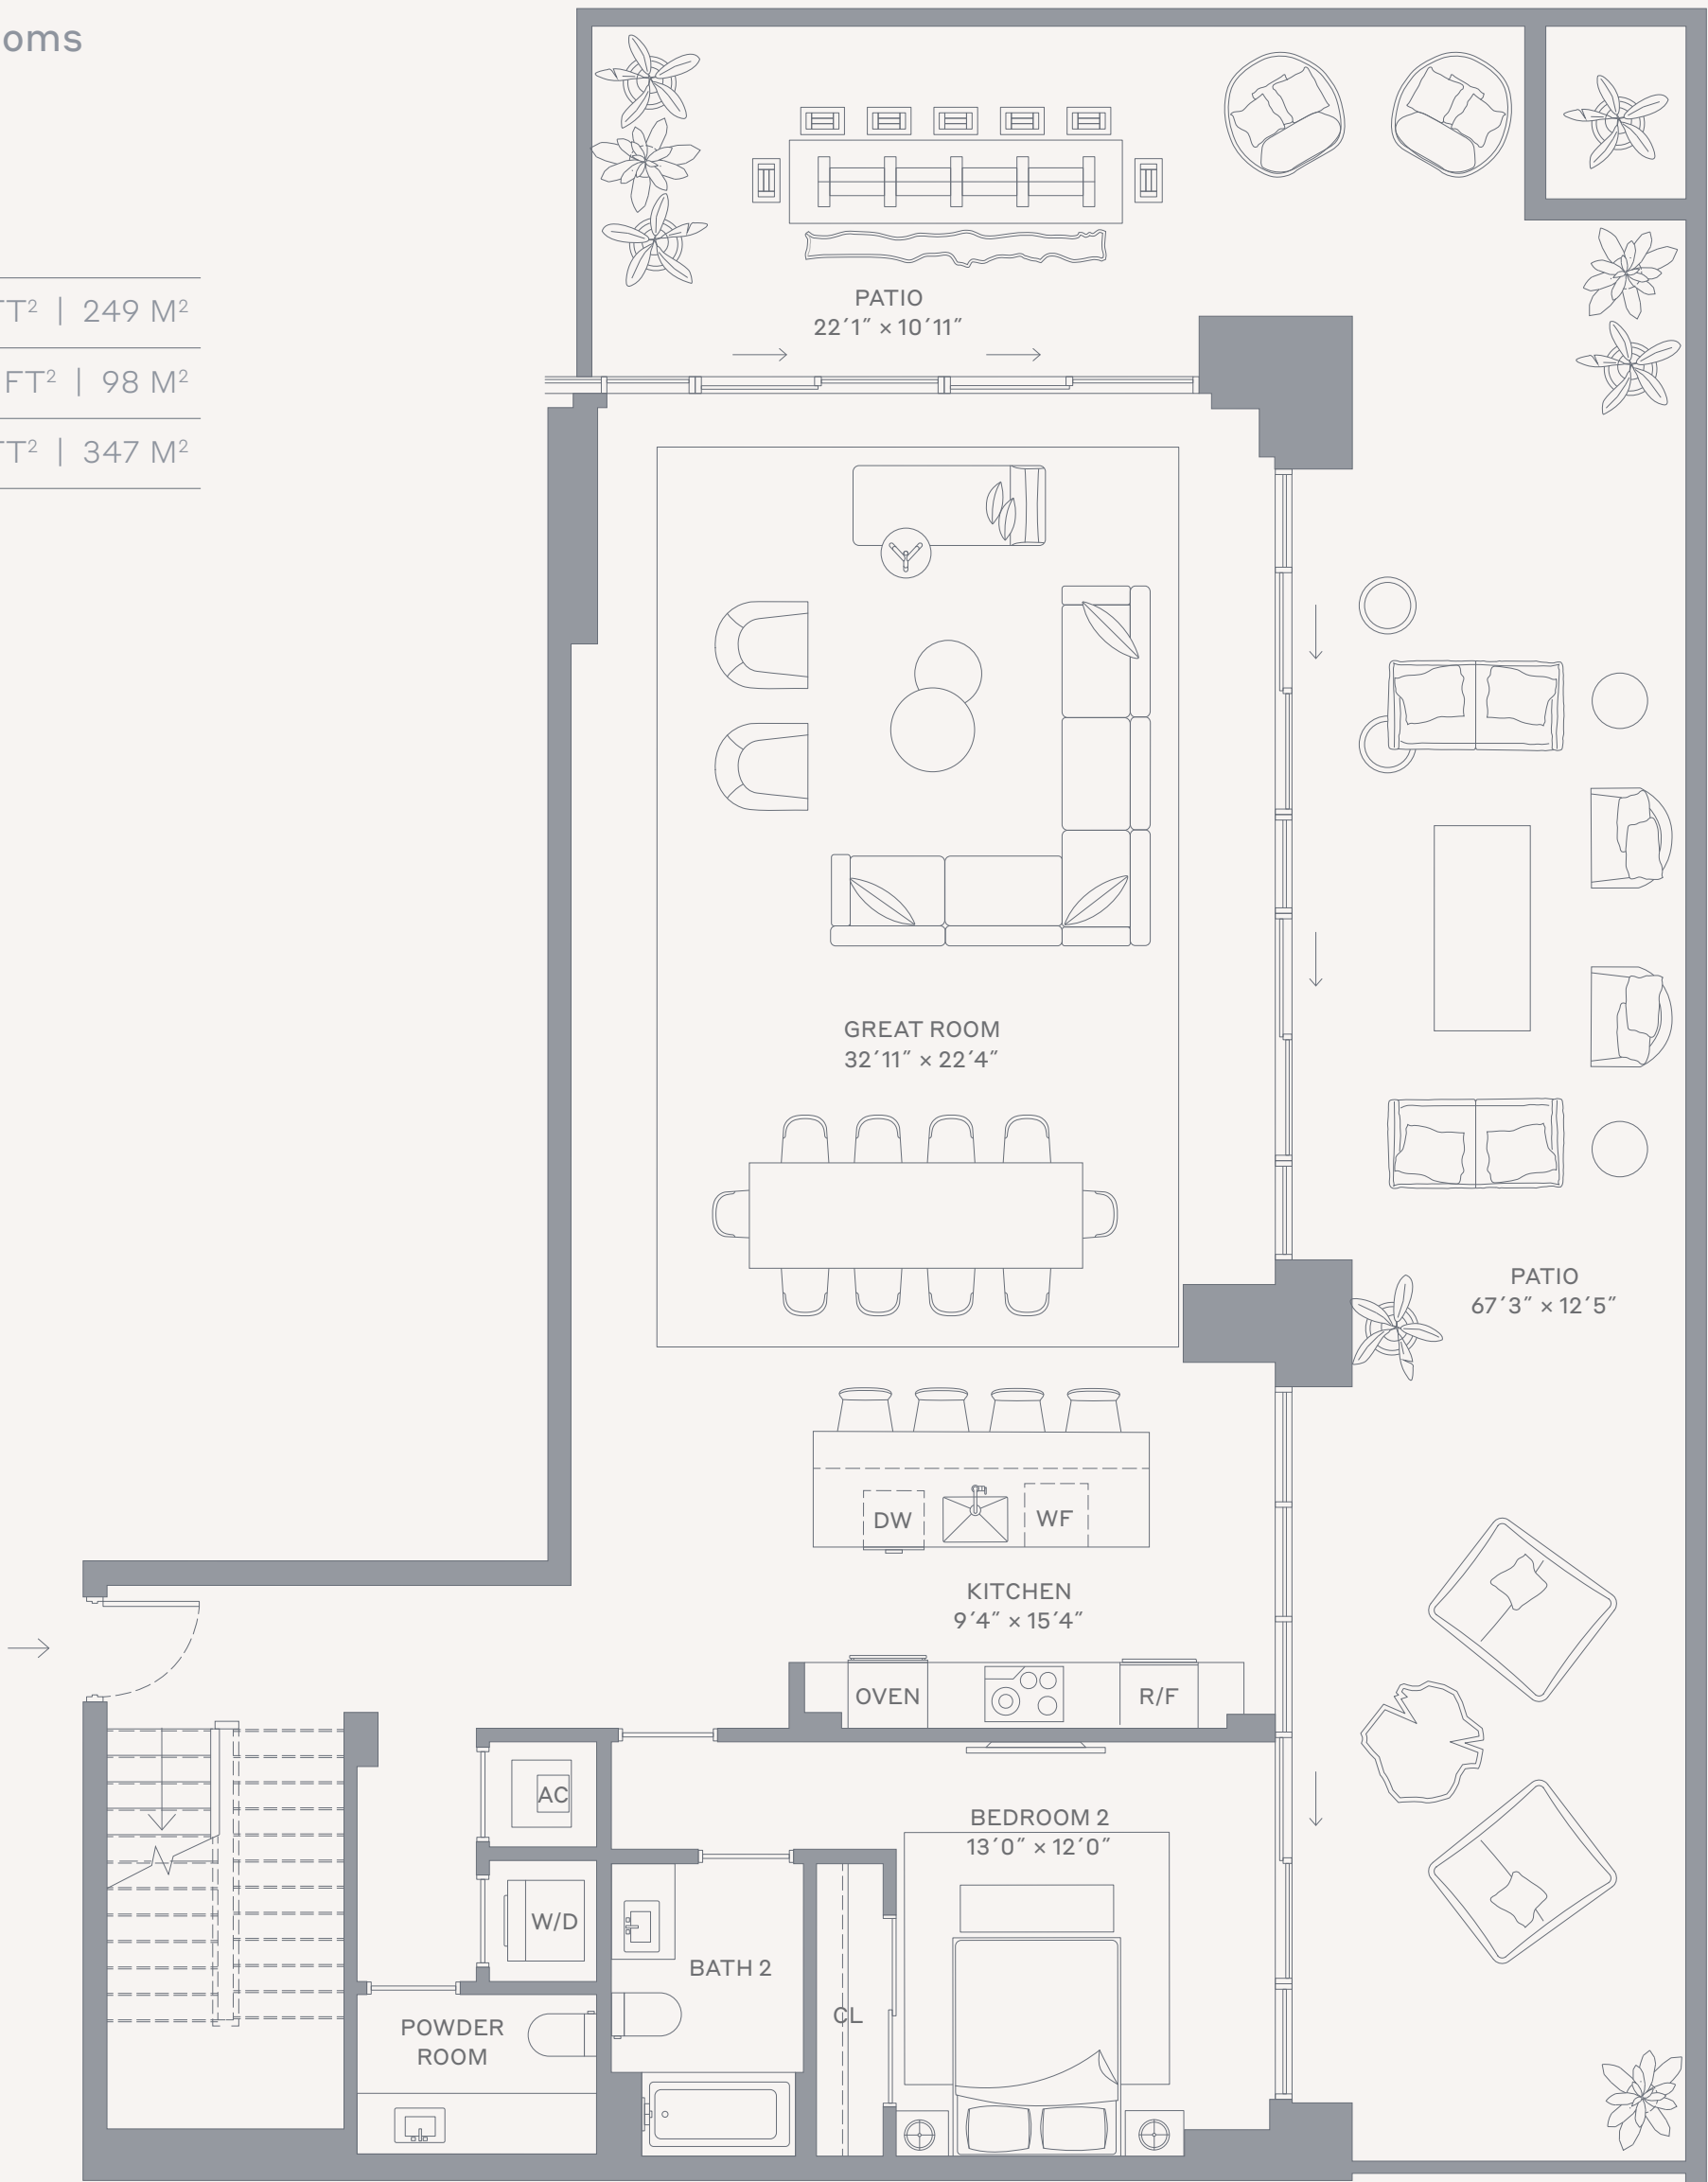 oms
FT² | 249 M²
FT² | 98 M²
FT² | 347 M²
PATIO
22′1″ × 10′11″
GREAT ROOM
32′11″ × 22′4″
PATIO
67′3″ × 12′5″
DW
WF
KITCHEN
9′4″ × 15′4″
OVEN
R/F
AC
BEDROOM 2
13′0″ × 12′0″
W/D
BATH 2
CL
POWDER
ROOM